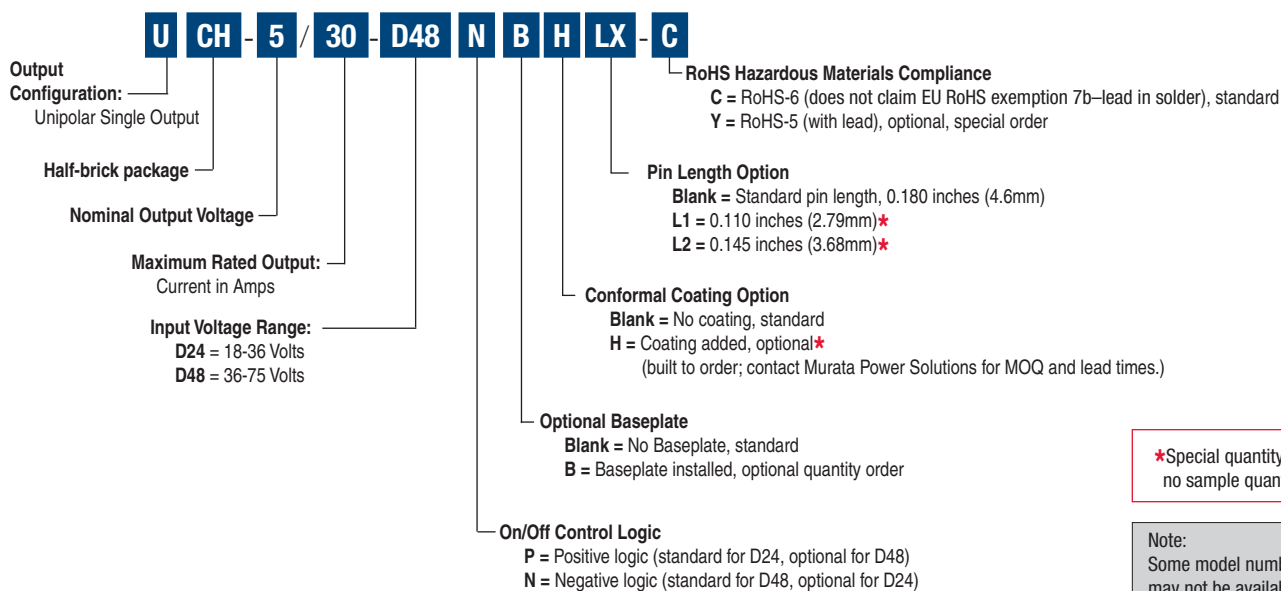 U CH - 5 / 30 - D48 N B H LX - C
Output
Configuration:
Unipolar Single Output
Half-brick package
Nominal Output Voltage
Maximum Rated Output:
Current in Amps
Input Voltage Range:
D24 = 18-36 Volts
D48 = 36-75 Volts
RoHS Hazardous Materials Compliance
C = RoHS-6 (does not claim EU RoHS exemption 7b–lead in solder), standard
Y = RoHS-5 (with lead), optional, special order
Pin Length Option
Blank = Standard pin length, 0.180 inches (4.6mm)
L1 = 0.110 inches (2.79mm)*
L2 = 0.145 inches (3.68mm)*
Conformal Coating Option
Blank = No coating, standard
H = Coating added, optional*
(built to order; contact Murata Power Solutions for MOQ and lead times.)
Optional Baseplate
Blank = No Baseplate, standard
B = Baseplate installed, optional quantity order
On/Off Control Logic
P = Positive logic (standard for D24, optional for D48)
N = Negative logic (standard for D48, optional for D24)
*Special quantity
no sample quan
Note:
Some model numb
may not be availa